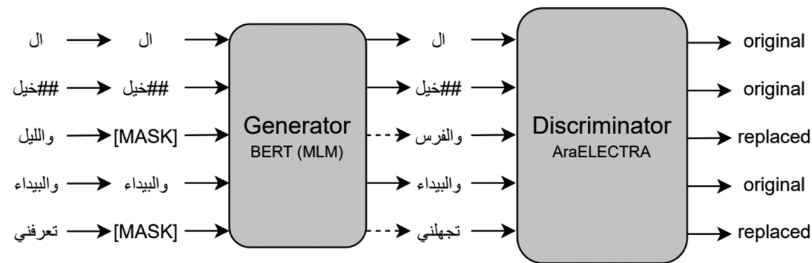 ال ال ال original
##خيل ##خيل ##خيل original
والليل [MASK] والفرس replaced
والبيداء والبيداء والبيداء original
تعرفني [MASK] تجهلني replaced
Generator
BERT (MLM)
Discriminator
AraELECTRA